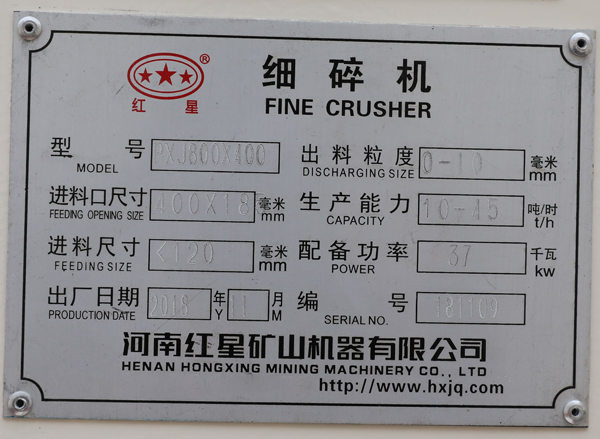 ®
红 星
细 碎 机
FINE CRUSHER
型 号 PXJ800X400
MODEL
出料粒度 0-10 毫米
DISCHARGING SIZE mm
进料口尺寸 400X18 毫米
FEEDING OPENING SIZE mm
生产能力 10-45 吨/时
CAPACITY t/h
进料尺寸 <120 毫米
FEEDING SIZE mm
配备功率 37 千瓦
POWER kw
出厂日期 2018 年 11 月
PRODUCTION DATE Y M
编 号 181109
SERIAL NO.
河南红星矿山机器有限公司
HENAN HONGXING MINING MACHINERY CO., LTD
http://www.hxjq.com